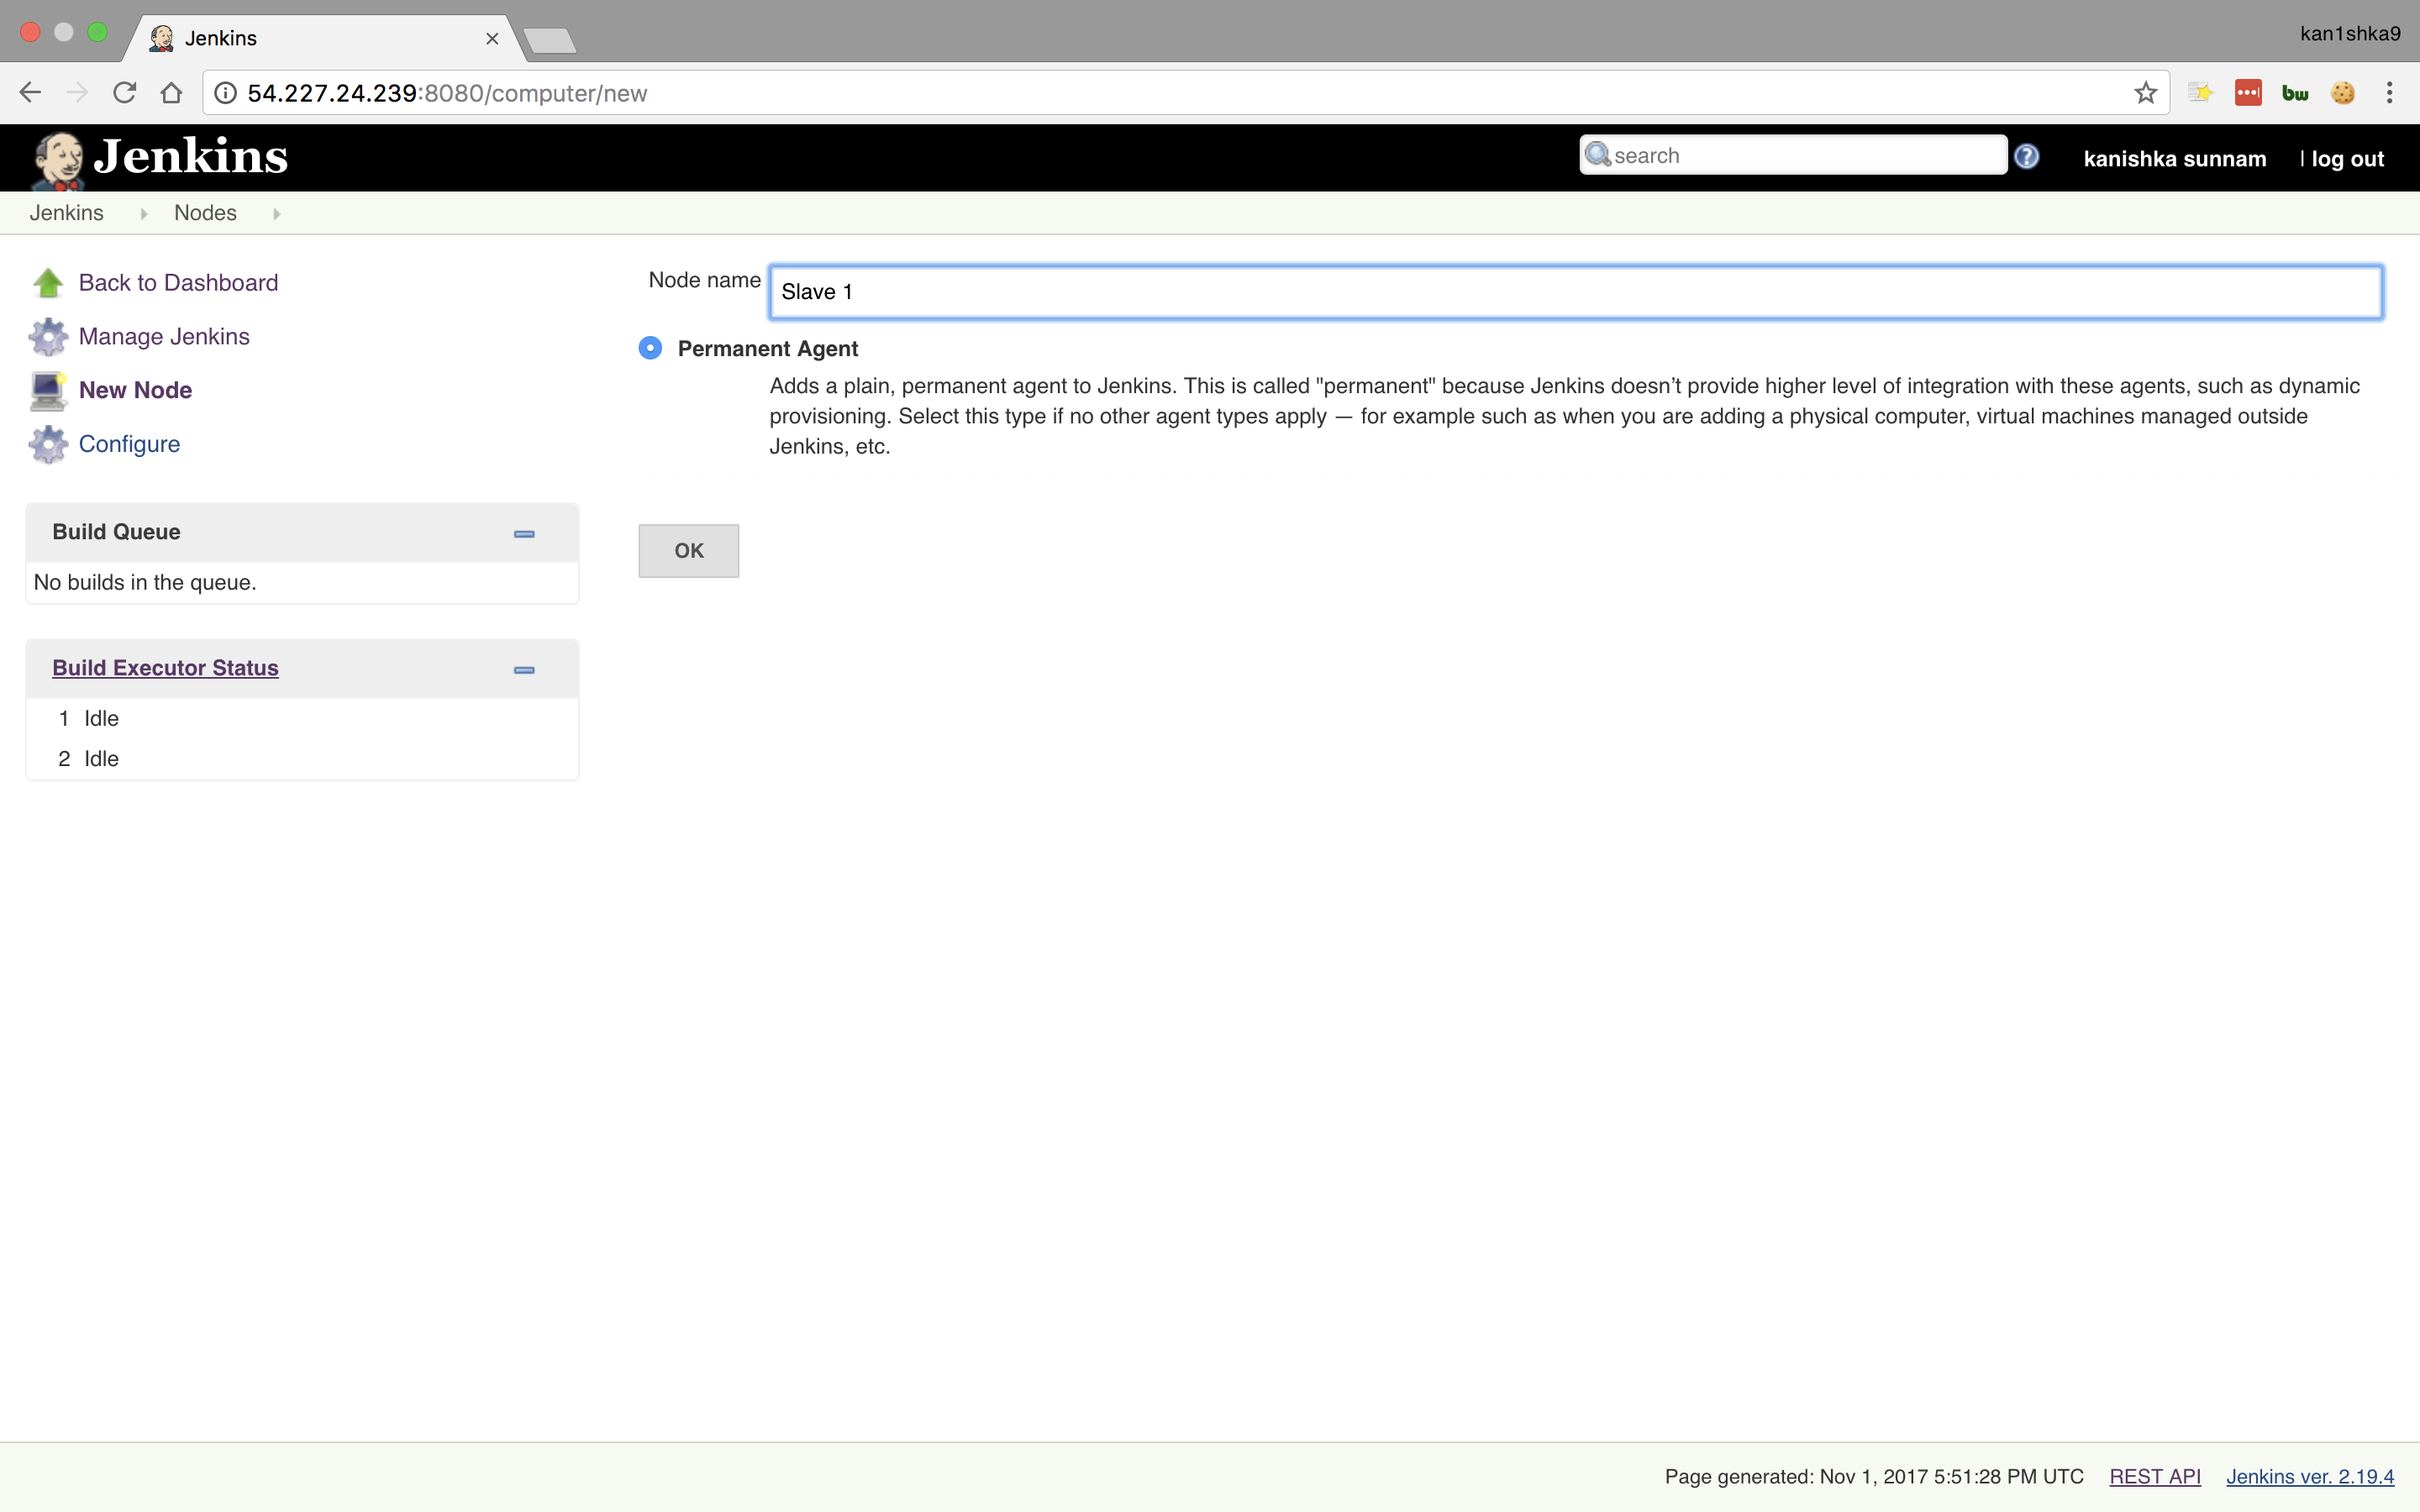 Jenkins
kan1shka9
54.227.24.239:8080/computer/new
bw
Jenkins
search
kanishka sunnam
| log out
Jenkins
Nodes
Back to Dashboard
Manage Jenkins
New Node
Configure
Build Queue
No builds in the queue.
Build Executor Status
1 Idle
2 Idle
Node name
Slave 1
Permanent Agent
Adds a plain, permanent agent to Jenkins. This is called "permanent" because Jenkins doesn’t provide higher level of integration with these agents, such as dynamic
provisioning. Select this type if no other agent types apply — for example such as when you are adding a physical computer, virtual machines managed outside
Jenkins, etc.
OK
Page generated: Nov 1, 2017 5:51:28 PM UTC
REST API
Jenkins ver. 2.19.4